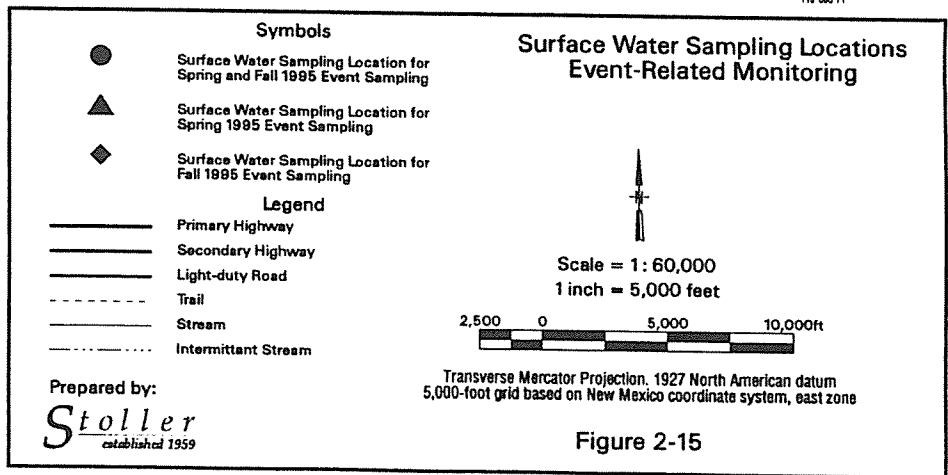 Symbols
Surface Water Sampling Location for
Spring and Fall 1995 Event Sampling
Surface Water Sampling Location for
Spring 1995 Event Sampling
Surface Water Sampling Location for
Fall 1995 Event Sampling
Legend
Primary Highway
Secondary Highway
Light-duty Road
Trail
Stream
Intermittant Stream
Prepared by:
Stoller
established 1959
Surface Water Sampling Locations
Event-Related Monitoring
N
Scale = 1:60,000
1 inch = 5,000 feet
2,500 0 5,000 10,000ft
Transverse Mercator Projection. 1927 North American datum
5,000-foot grid based on New Mexico coordinate system, east zone
Figure 2-15